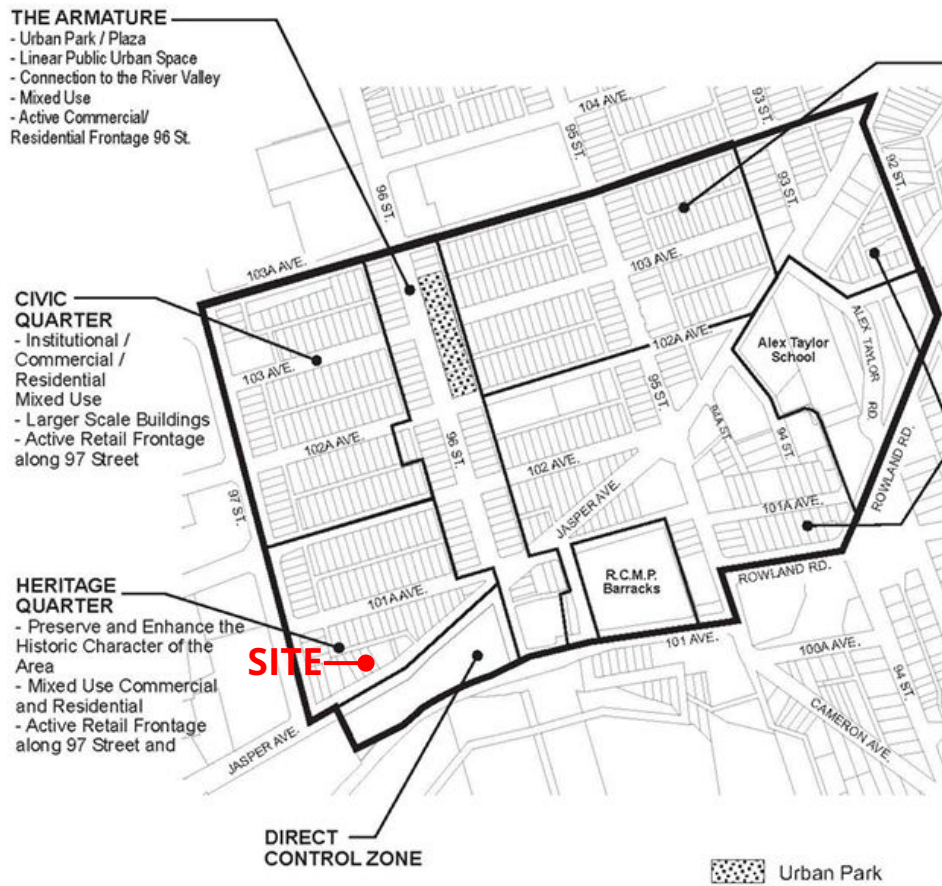 THE ARMATURE
- Urban Park / Plaza
- Linear Public Urban Space
- Connection to the River Valley
- Mixed Use
- Active Commercial/
Residential Frontage 96 St.
CIVIC
QUARTER
- Institutional /
Commercial /
Residential
Mixed Use
- Larger Scale Buildings
- Active Retail Frontage
along 97 Street
HERITAGE
QUARTER
- Preserve and Enhance the
Historic Character of the
Area
- Mixed Use Commercial
and Residential
- Active Retail Frontage
along 97 Street and
SITE
DIRECT
CONTROL ZONE
104 AVE.
93 ST.
95 ST.
96 ST.
93 ST.
92 ST.
103A AVE.
103 AVE.
103 AVE.
102A AVE.
Alex Taylor
School
ALEX TAYLOR RD
95 ST.
94A ST.
94 ST.
102A AVE.
96 ST.
102 AVE.
JASPER AVE.
97 ST.
101A AVE.
ROWLAND RD.
R.C.M.P.
Barracks
ROWLAND RD.
101A AVE.
101 AVE.
100A AVE.
94 ST.
CAMERON AVE.
JASPER AVE.
Urban Park